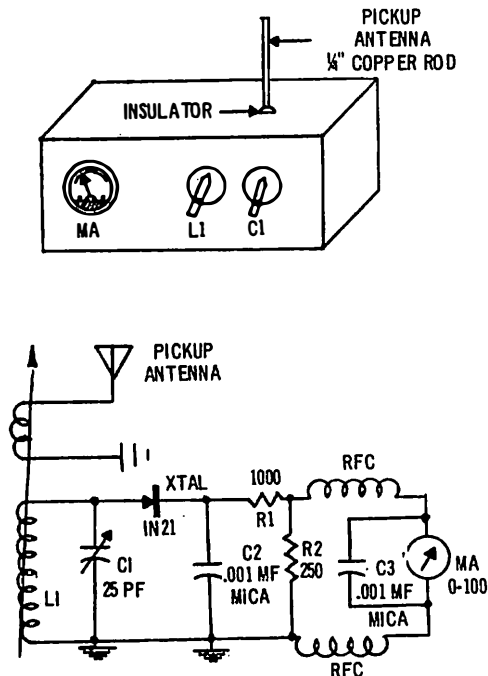 PICKUP
ANTENNA
¼" COPPER ROD
INSULATOR
MA
L1
C1
PICKUP
ANTENNA
XTAL
IN21
1000
R1
RFC
C1
25 PF
L1
C2
.001 MF
MICA
R2
250
C3
.001 MF
MICA
MA
0-100
RFC